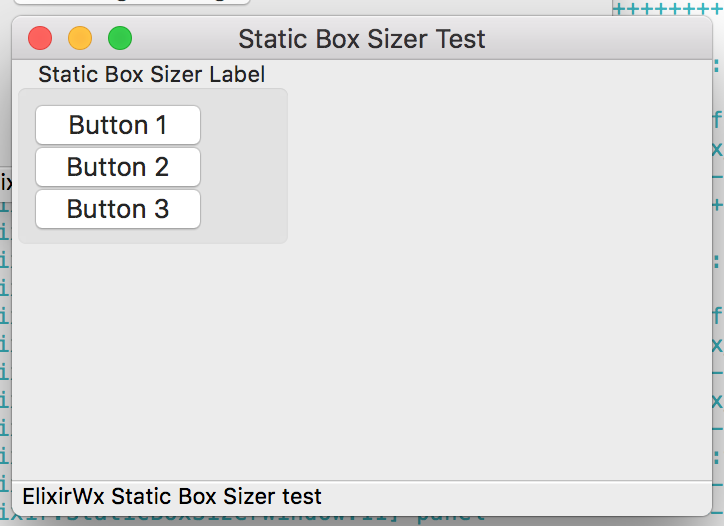 Static Box Sizer Test
Static Box Sizer Label
Button 1
Button 2
Button 3
ElixirWx Static Box Sizer test